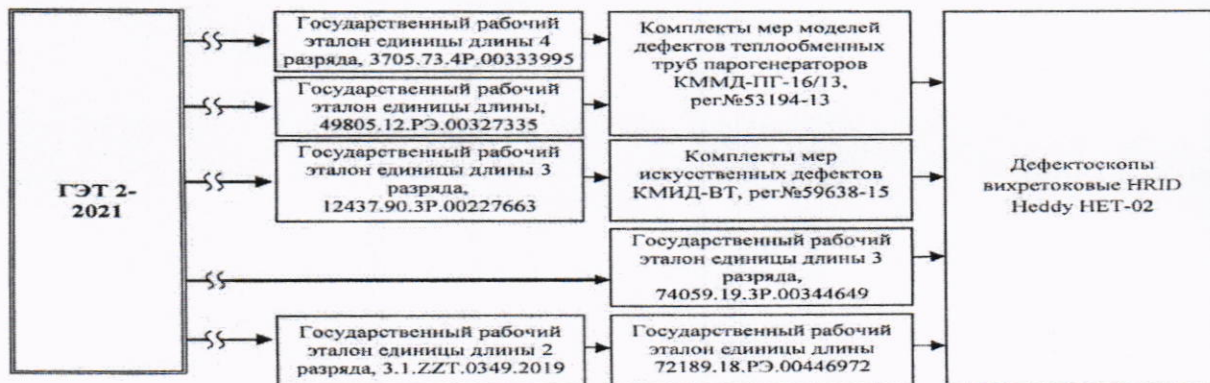 ГЭТ 2-
2021
Государственный рабочий
эталон единицы длины 4
разряда, 3705.73.4Р.00333995
Государственный рабочий
эталон единицы длины,
49805.12.РЭ.00327335
Государственный рабочий
эталон единицы длины 3
разряда,
12437.90.3Р.00227663
Государственный рабочий
эталон единицы длины 2
разряда, 3.1.ZZT.0349.2019
Комплекты мер моделей
дефектов теплообменных
труб парогенераторов
КММД-ПГ-16/13,
рег№53194-13
Комплекты мер
искусственных дефектов
КМИД-ВТ, рег№59638-15
Государственный рабочий
эталон единицы длины 3
разряда,
74059.19.3Р.00344649
Государственный рабочий
эталон единицы длины
72189.18.РЭ.00446972
Дефектоскопы
вихретоковые HRID
Heddy HET-02